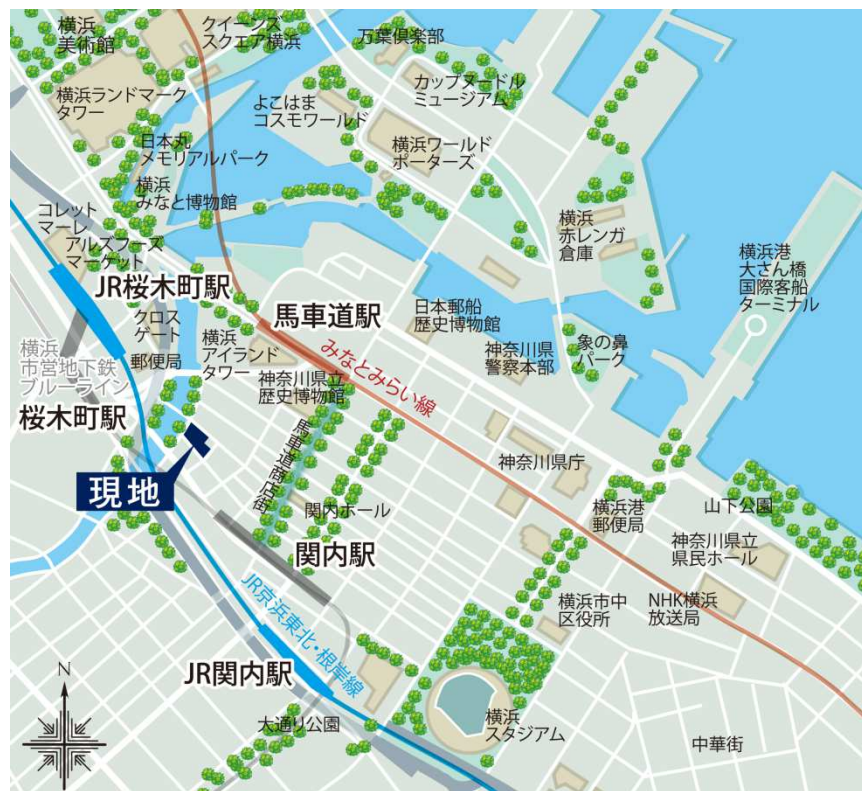 横浜
美術館
クイーンズ
スクエア横浜
万葉倶楽部
カップヌードル
ミュージアム
横浜ランドマーク
タワー
よこはま
コスモワールド
日本丸
メモリアルパーク
横浜ワールド
ポーターズ
横浜
みなと博物館
コレット
マーレ
アルズフーズ
マーケット
横浜
赤レンガ
倉庫
横浜港
大さん橋
国際客船
ターミナル
JR桜木町駅
馬車道駅
日本郵船
歴史博物館
クロス
ゲート
横浜
アイランド
タワー
神奈川県
警察本部
象の鼻
パーク
横浜
市営地下鉄
ブルーライン
郵便局
みなとみらい線
神奈川県立
歴史博物館
桜木町駅
馬車道商店街
現地
神奈川県庁
関内ホール
横浜港
郵便局
山下公園
神奈川県立
県民ホール
関内駅
JR京浜東北・根岸線
横浜市中
区役所
NHK横浜
放送局
JR関内駅
N
大通り公園
横浜
スタジアム
中華街